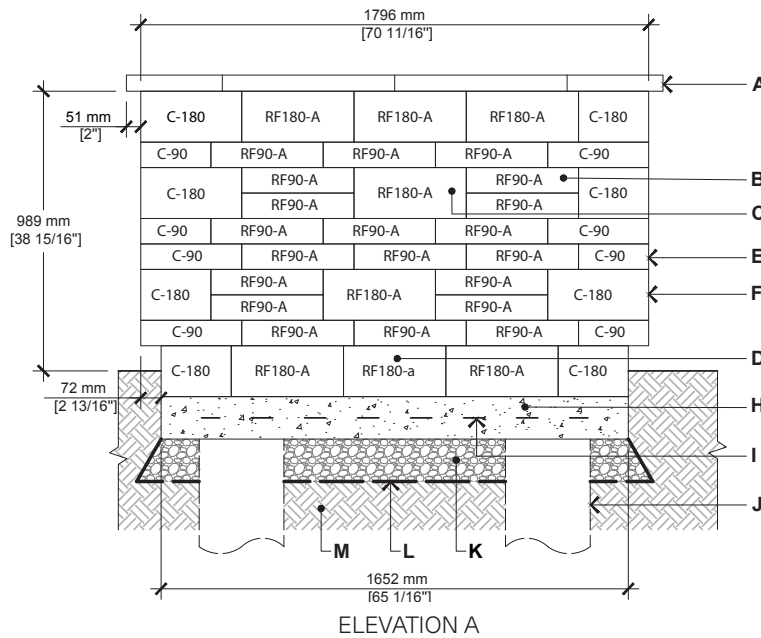 1796 mm
[70 11/16"]
A
51 mm
[2"]
C-180 RF180-A RF180-A RF180-A C-180
C-90 RF90-A RF90-A RF90-A C-90
C-180 RF90-A RF180-A RF90-A C-180
B
RF90-A RF90-A
C
989 mm
[38 15/16"]
C-90 RF90-A RF90-A RF90-A C-90
C-90 RF90-A RF90-A RF90-A C-90
E
C-180 RF90-A RF180-A RF90-A C-180
F
RF90-A RF90-A
C-90 RF90-A RF90-A RF90-A C-90
C-180 RF180-A RF180-a RF180-A C-180
D
72 mm
[2 13/16"]
H
I
J
M L K
1652 mm
[65 1/16"]
ELEVATION A